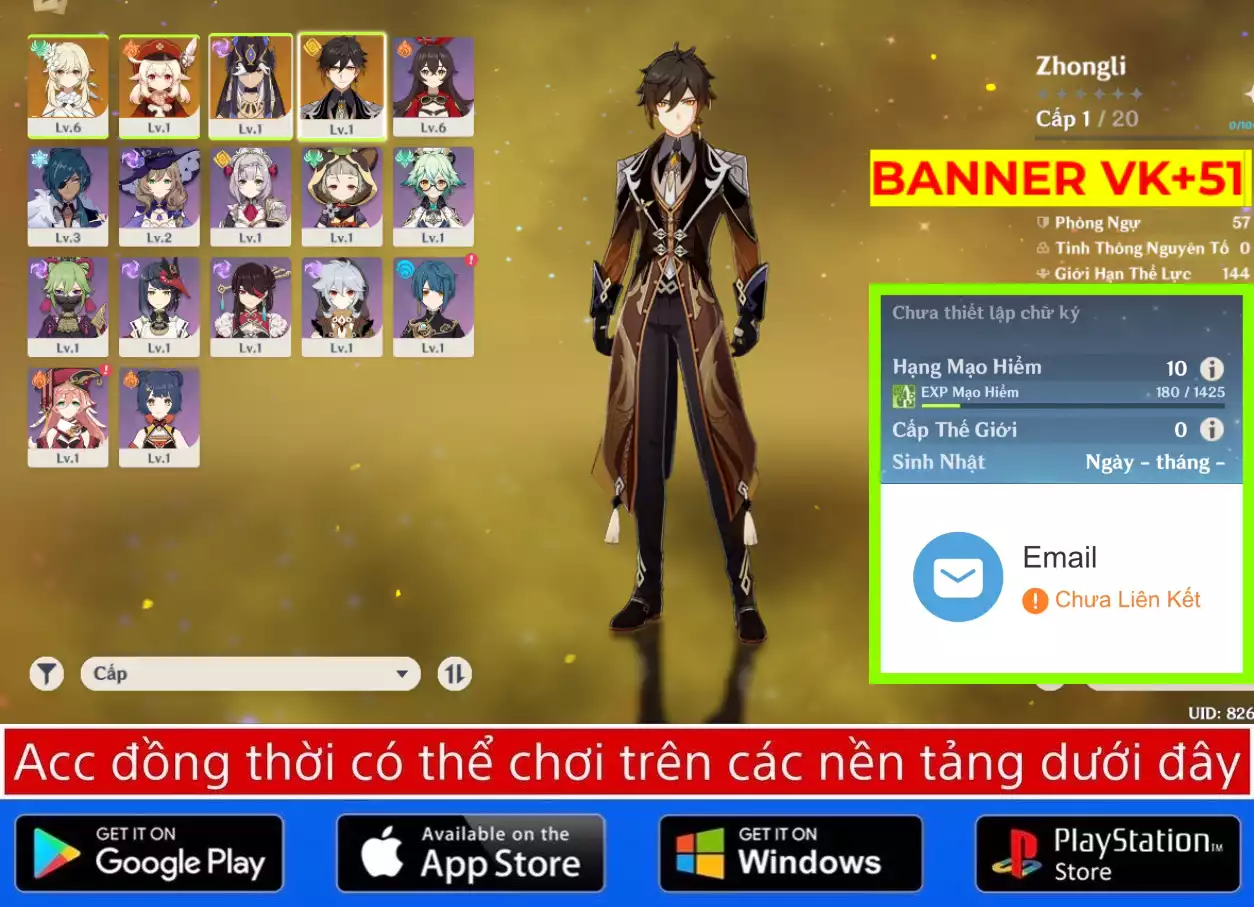 Lv.6
Lv.1
Lv.1
Lv.1
Lv.6
Lv.3
Lv.2
Lv.1
Lv.1
Lv.1
Lv.1
Lv.1
Lv.1
Lv.1
Lv.1
Lv.1
Lv.1
Cấp
Zhongli
Cấp 1 / 20
0/10
BANNER VK+51
Phòng Ngự 57
Tinh Thông Nguyên Tố 0
Giới Hạn Thể Lực 144
Chưa thiết lập chữ ký
Hạng Mạo Hiểm 10
EXP Mạo Hiểm 180 / 1425
Cấp Thế Giới 0
Sinh Nhật Ngày - tháng -
Email
! Chưa Liên Kết
UID: 826
Acc đồng thời có thể chơi trên các nền tảng dưới đây
GET IT ON
Google Play
Available on the
App Store
GET IT ON
Windows
PlayStation™
Store